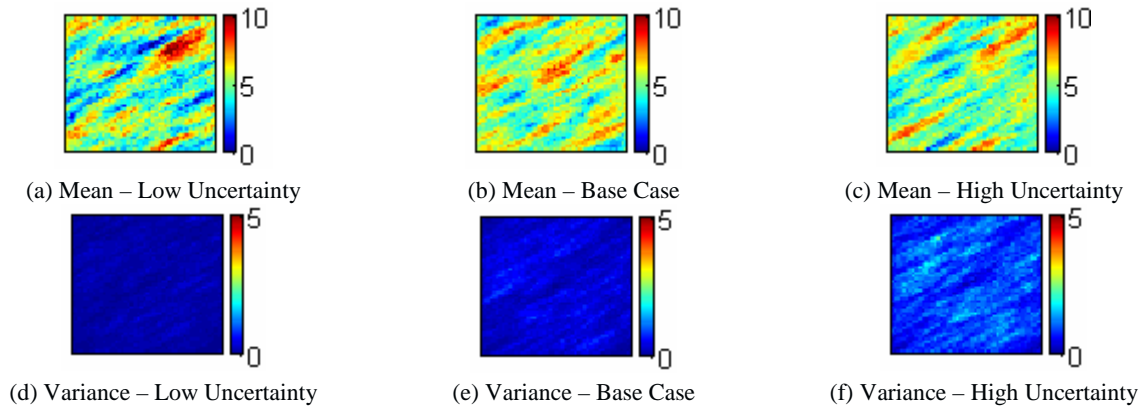 10
5
0
10
5
0
10
5
0
(a) Mean – Low Uncertainty
(b) Mean – Base Case
(c) Mean – High Uncertainty
5
0
5
0
5
0
(d) Variance – Low Uncertainty
(e) Variance – Base Case
(f) Variance – High Uncertainty